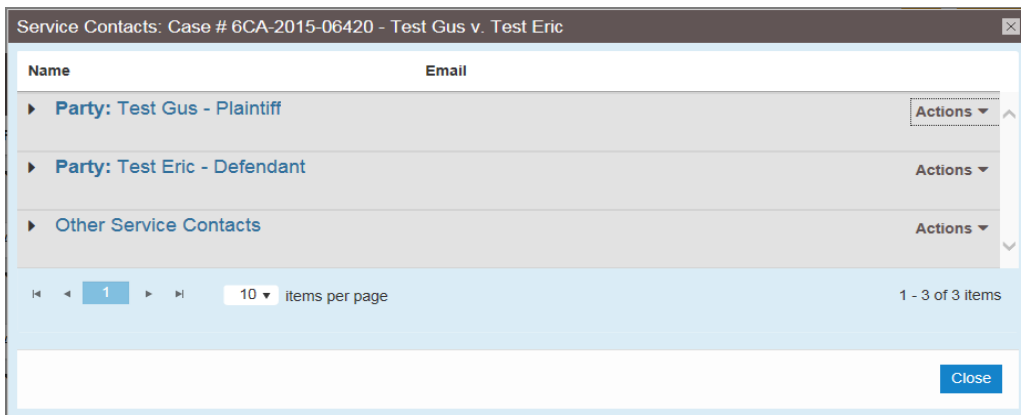 Service Contacts: Case # 6CA-2015-06420 - Test Gus v. Test Eric
Name Email
Party: Test Gus - Plaintiff Actions
Party: Test Eric - Defendant Actions
Other Service Contacts Actions
1 10 items per page 1 - 3 of 3 items
Close